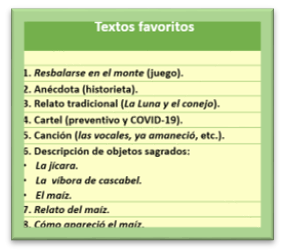 Textos favoritos
1. Resbalarse en el monte (juego).
2. Anécdota (historieta).
3. Relato tradicional (La Luna y el conejo).
4. Cartel (preventivo y COVID-19).
5. Canción (las vocales, ya amaneció, etc.).
6. Descripción de objetos sagrados:
• La jícara.
• La víbora de cascabel.
• El maíz.
7. Relato del maíz.
8. Cómo apareció el maíz.